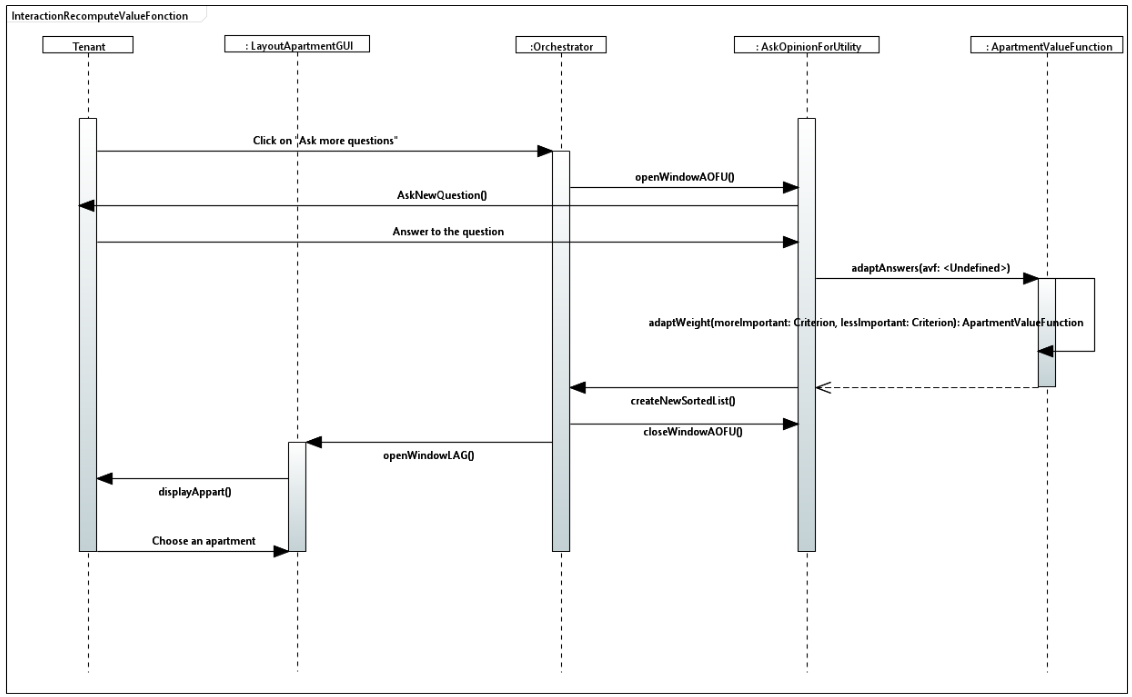 InteractionRecomputeValueFonction
Tenant
: LayoutApartmentGUI
:Orchestrator
: AskOpinionForUtility
: ApartmentValueFunction
Click on "Ask more questions"
openWindowAOFU()
AskNewQuestion()
Answer to the question
adaptAnswers(avf: <Undefined>)
adaptWeight(moreImportant: Criterion, lessImportant: Criterion): ApartmentValueFunction
createNewSortedList()
closeWindowAOFU()
openWindowLAG()
displayAppart()
Choose an apartment